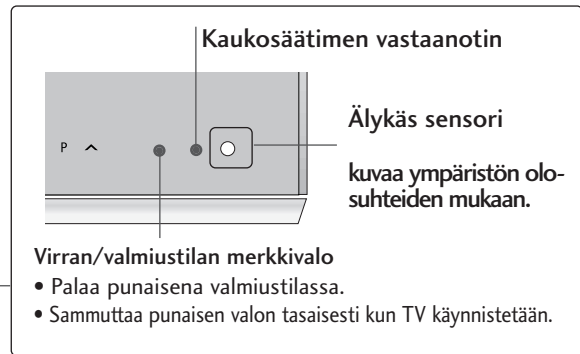 Kaukosäätimen vastaanotin
Älykäs sensori
kuvaa ympäristön olo-
suhteiden mukaan.
P ^
Virran/valmiustilan merkkivalo
• Palaa punaisena valmiustilassa.
• Sammuttaa punaisen valon tasaisesti kun TV käynnistetään.